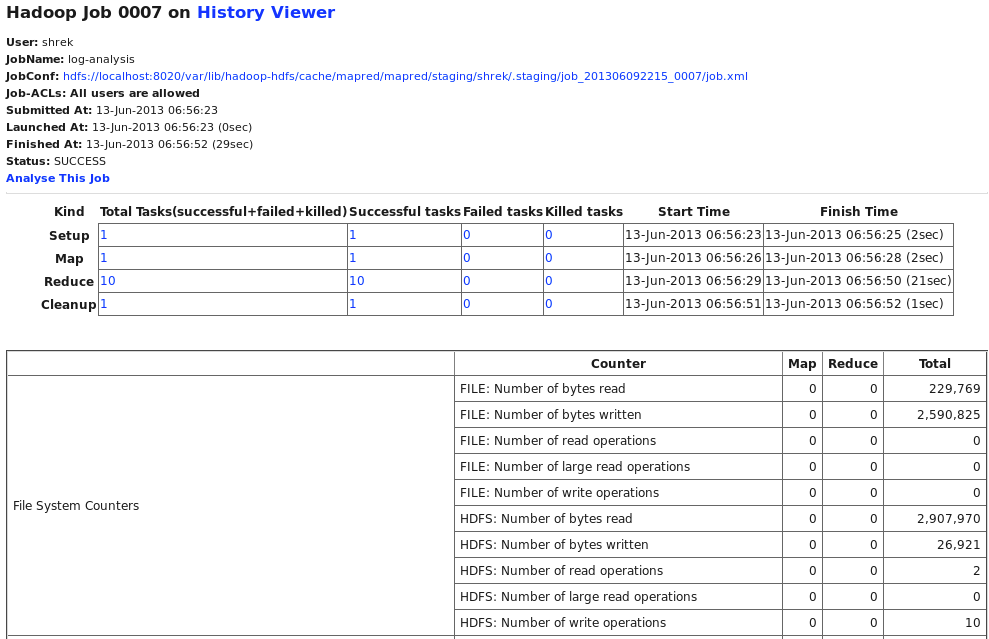 Hadoop Job 0007 on History Viewer
User: shrek
JobName: log-analysis
JobConf: hdfs://localhost:8020/var/lib/hadoop-hdfs/cache/mapred/mapred/staging/shrek/.staging/job_201306092215_0007/job.xml
Job-ACLs: All users are allowed
Submitted At: 13-Jun-2013 06:56:23
Launched At: 13-Jun-2013 06:56:23 (0sec)
Finished At: 13-Jun-2013 06:56:52 (29sec)
Status: SUCCESS
Analyse This Job
Kind Total Tasks(successful+failed+killed) Successful tasks Failed tasks Killed tasks Start Time Finish Time
Setup 1 1 0 0 13-Jun-2013 06:56:23 13-Jun-2013 06:56:25 (2sec)
Map 1 1 0 0 13-Jun-2013 06:56:26 13-Jun-2013 06:56:28 (2sec)
Reduce 10 10 0 0 13-Jun-2013 06:56:29 13-Jun-2013 06:56:50 (21sec)
Cleanup 1 1 0 0 13-Jun-2013 06:56:51 13-Jun-2013 06:56:52 (1sec)
Counter Map Reduce Total
FILE: Number of bytes read 0 0 229,769
FILE: Number of bytes written 0 0 2,590,825
FILE: Number of read operations 0 0 0
FILE: Number of large read operations 0 0 0
FILE: Number of write operations 0 0 0
File System Counters
HDFS: Number of bytes read 0 0 2,907,970
HDFS: Number of bytes written 0 0 26,921
HDFS: Number of read operations 0 0 2
HDFS: Number of large read operations 0 0 0
HDFS: Number of write operations 0 0 10